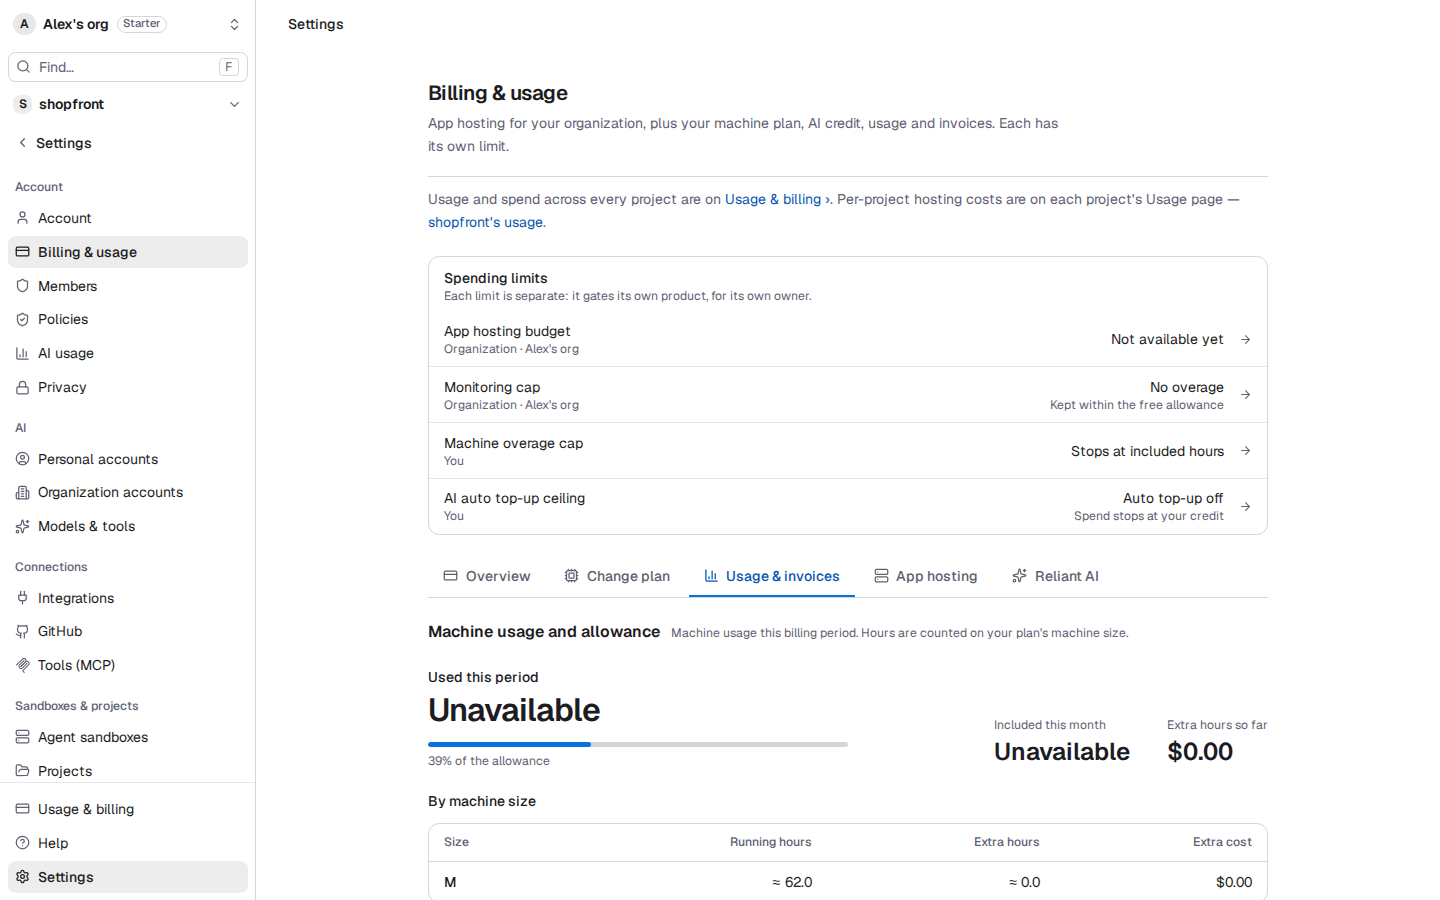 A Alex's org Starter
Find... F
S shopfront
Settings
Account
Account
Billing & usage
Members
Policies
AI usage
Privacy
AI
Personal accounts
Organization accounts
Models & tools
Connections
Integrations
GitHub
Tools (MCP)
Sandboxes & projects
Agent sandboxes
Projects
Usage & billing
Help
Settings
Settings
Billing & usage
App hosting for your organization, plus your machine plan, AI credit, usage and invoices. Each has
its own limit.
Usage and spend across every project are on Usage & billing ›. Per-project hosting costs are on each project's Usage page —
shopfront's usage.
Spending limits
Each limit is separate: it gates its own product, for its own owner.
App hosting budget
Organization · Alex's org
Not available yet →
Monitoring cap
Organization · Alex's org
No overage
Kept within the free allowance →
Machine overage cap
You
Stops at included hours →
AI auto top-up ceiling
You
Auto top-up off
Spend stops at your credit →
Overview Change plan Usage & invoices App hosting Reliant AI
Machine usage and allowance Machine usage this billing period. Hours are counted on your plan's machine size.
Used this period
Unavailable
39% of the allowance
Included this month
Unavailable
Extra hours so far
$0.00
By machine size
Size Running hours Extra hours Extra cost
M ≈ 62.0 ≈ 0.0 $0.00